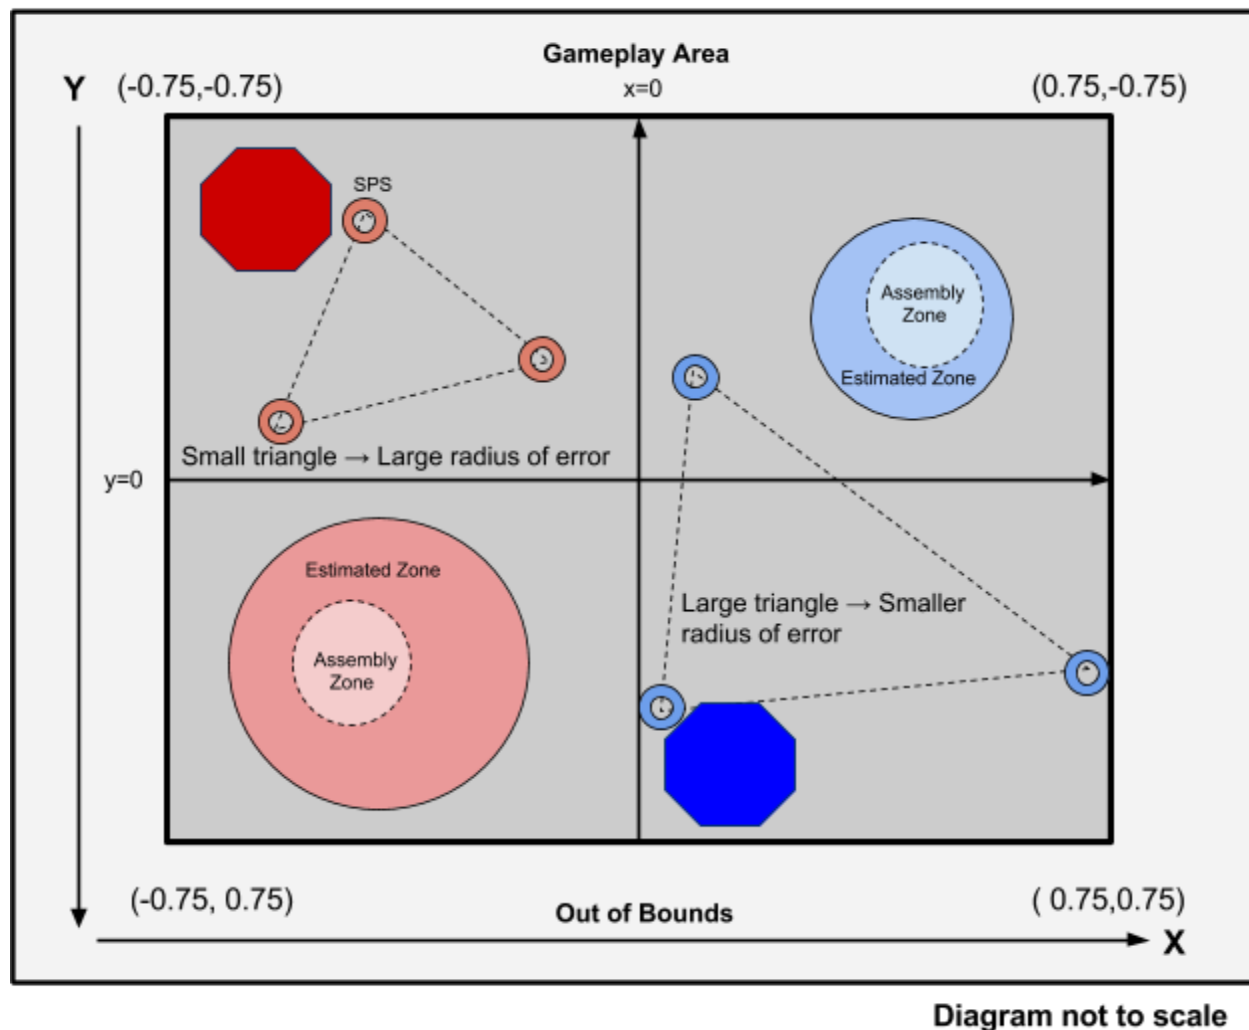 Gameplay Area
Y
(-0.75,-0.75)
x=0
(0.75,-0.75)
SPS
Assembly
Zone
Estimated Zone
Small triangle → Large radius of error
y=0
Estimated Zone
Assembly
Zone
Large triangle → Smaller
radius of error
(-0.75, 0.75)
Out of Bounds
( 0.75,0.75)
X
Diagram not to scale